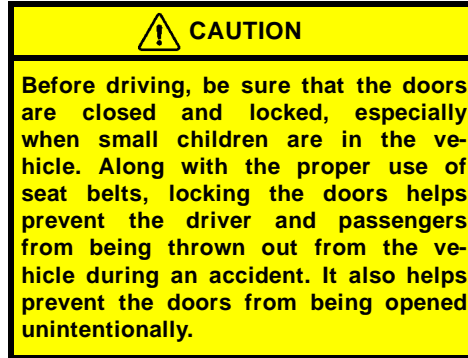 CAUTION
Before driving, be sure that the doors
are closed and locked, especially
when small children are in the ve-
hicle. Along with the proper use of
seat belts, locking the doors helps
prevent the driver and passengers
from being thrown out from the ve-
hicle during an accident. It also helps
prevent the doors from being opened
unintentionally.